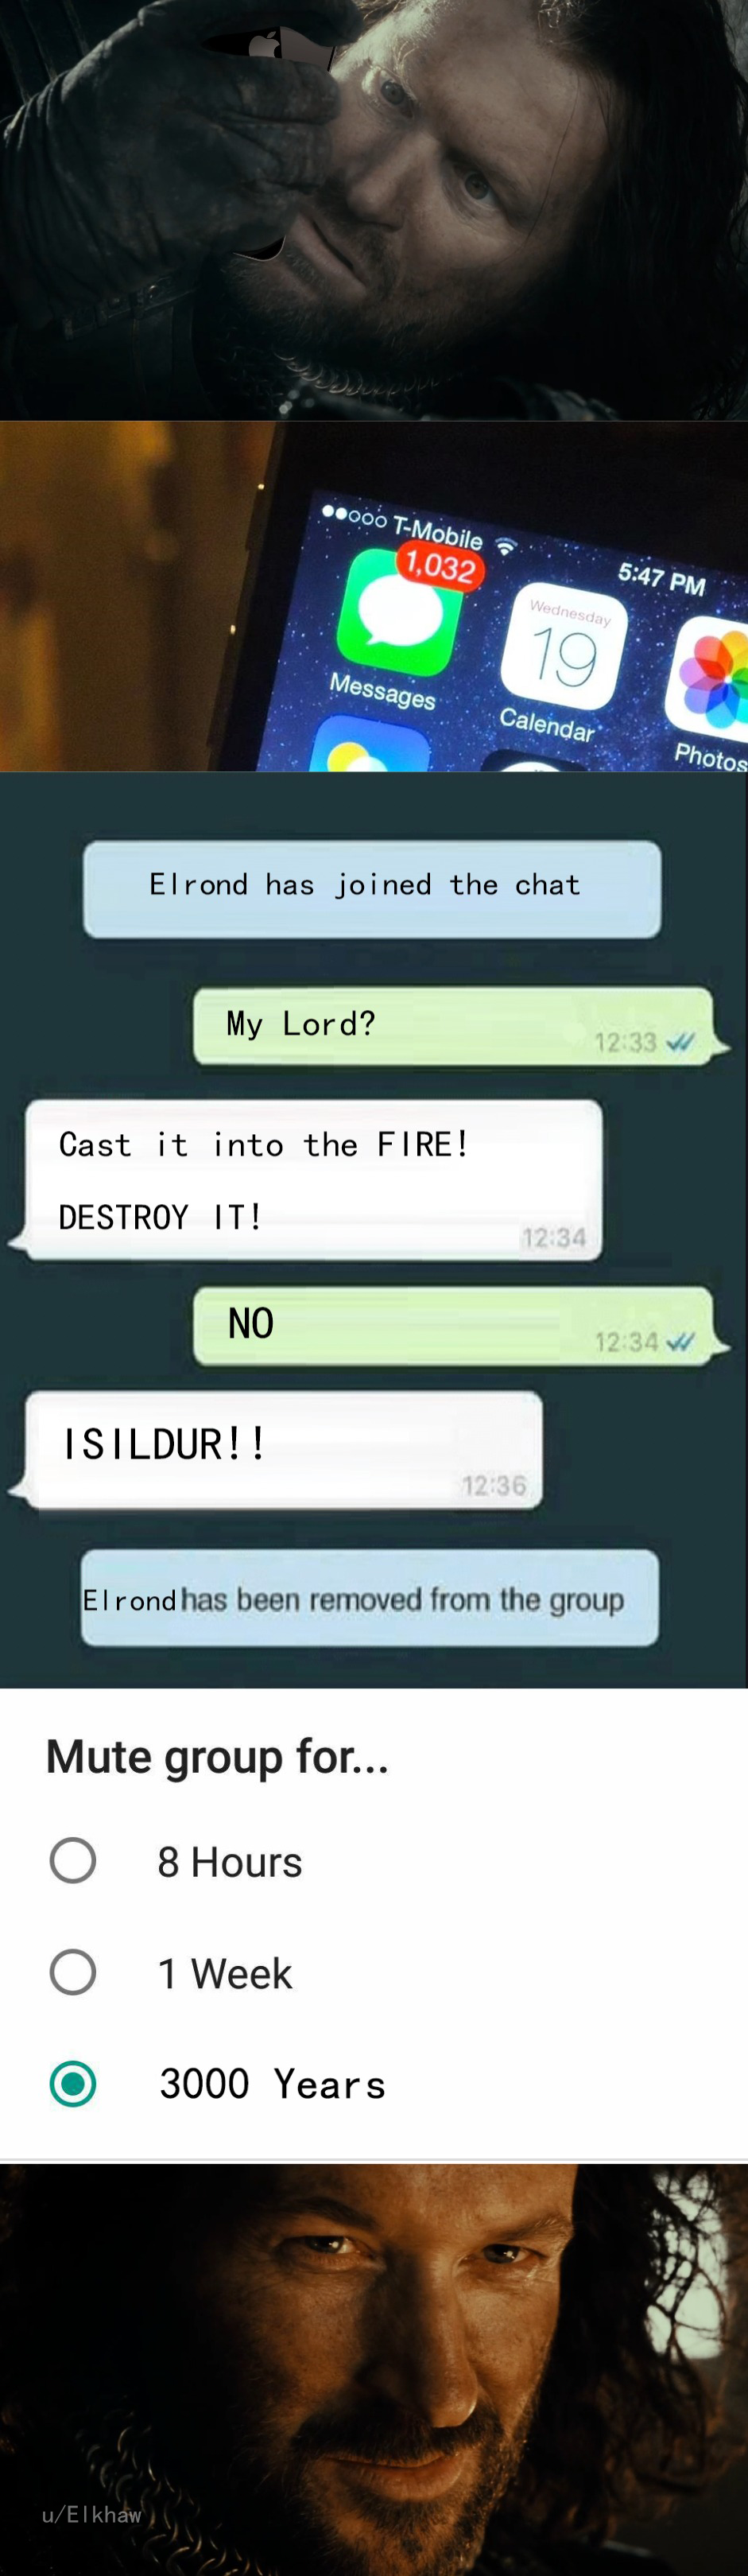 ●●○○○ T-Mobile 5:47 PM
1,032
Wednesday
19
Messages
Calendar
Photos
Elrond has joined the chat
My Lord?
12:33
Cast it into the FIRE!
DESTROY IT!
12:34
NO
12:34
ISILDUR!!
12:36
Elrond has been removed from the group
Mute group for...
8 Hours
1 Week
3000 Years
u/Elkhaw